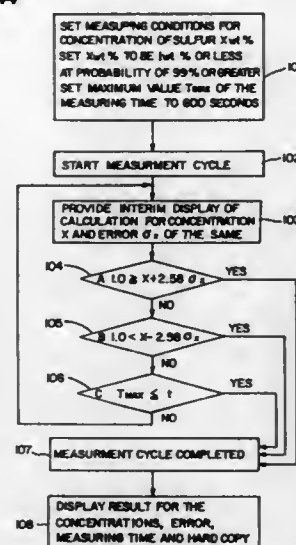 SET MEASURING CONDITIONS FOR
CONCENTRATION OF SULFUR Xwt %
SET Xwt % TO BE 1wt % OR LESS
AT PROBABILITY OF 99 % OR GREATER
SET MAXIMUM VALUE Tmax OF THE
MEASURING TIME TO 600 SECONDS
START MEASURMENT CYCLE
102
PROVIDE INTERIM DISPLAY OF
CALCULATION FOR CONCENTRATION
X AND ERROR σx OF THE SAME
103
104
A 1.0 ≧ X+2.58 σx
YES
NO
105
B 1.0 < X-2.58 σx
YES
NO
106
C TMAX ≦ t
YES
NO
107
MEASURMENT CYCLE COMPLETED
108
DISPLAY RESULT FOR THE
CONCENTRATIONS, ERROR,
MEASURING TIME AND HARD COPY